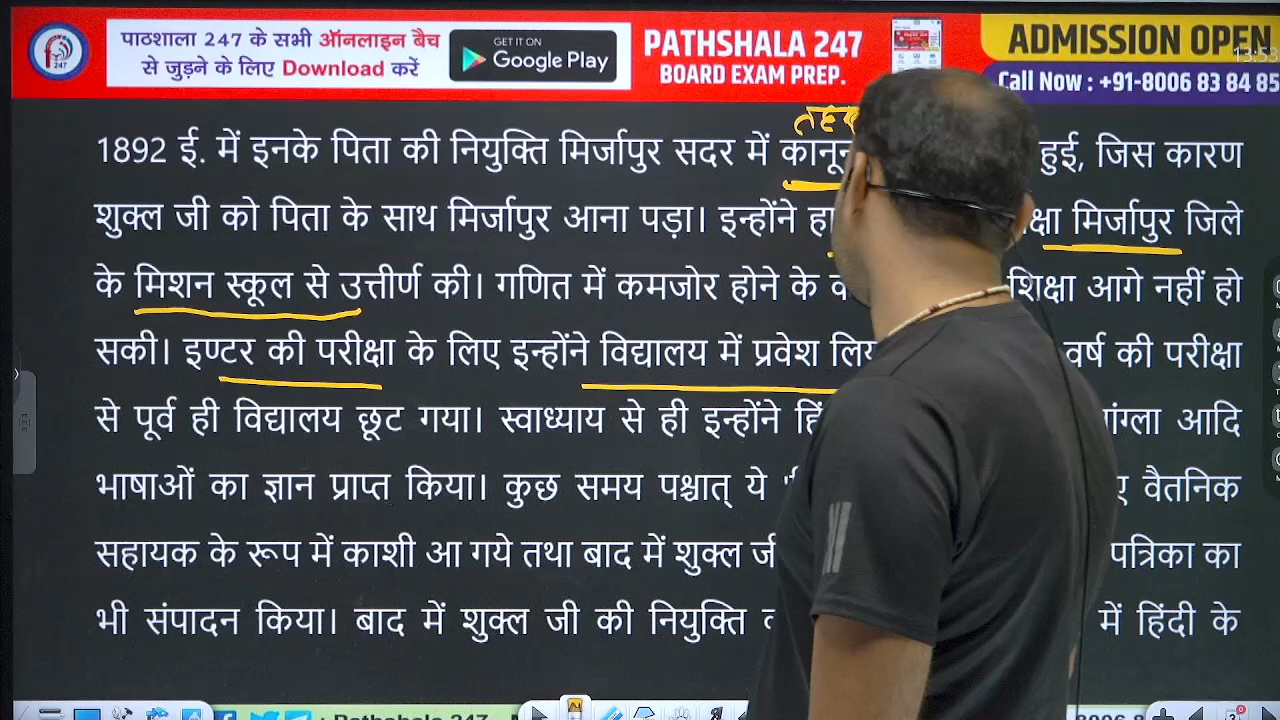 पाठशाला 247 के सभी ऑनलाइन बैच
से जुड़ने के लिए Download करें
GET IT ON
Google Play
PATHSHALA 247
BOARD EXAM PREP.
ADMISSION OPEN
Call Now : +91-8006 83 84 85
13:53
247
1892 ई. में इनके पिता की नियुक्ति मिर्जापुर सदर में हुई, जिस कारण
शुक्ल जी को पिता के साथ मिर्जापुर आना पड़ा। इन्होंने मिर्जापुर जिले
के मिशन स्कूल से उत्तीर्ण की। गणित में कमजोर होने के शिक्षा आगे नहीं हो
सकी। इण्टर की परीक्षा के लिए इन्होंने विद्यालय में प्रवेश वर्ष की परीक्षा
से पूर्व ही विद्यालय छूट गया। स्वाध्याय से ही इन्होंने आदि
भाषाओं का ज्ञान प्राप्त किया। कुछ समय पश्चात् ये वैतनिक
सहायक के रूप में काशी आ गये तथा बाद में शुक्ल पत्रिका का
भी संपादन किया। बाद में शुक्ल जी की नियुक्ति में हिंदी के